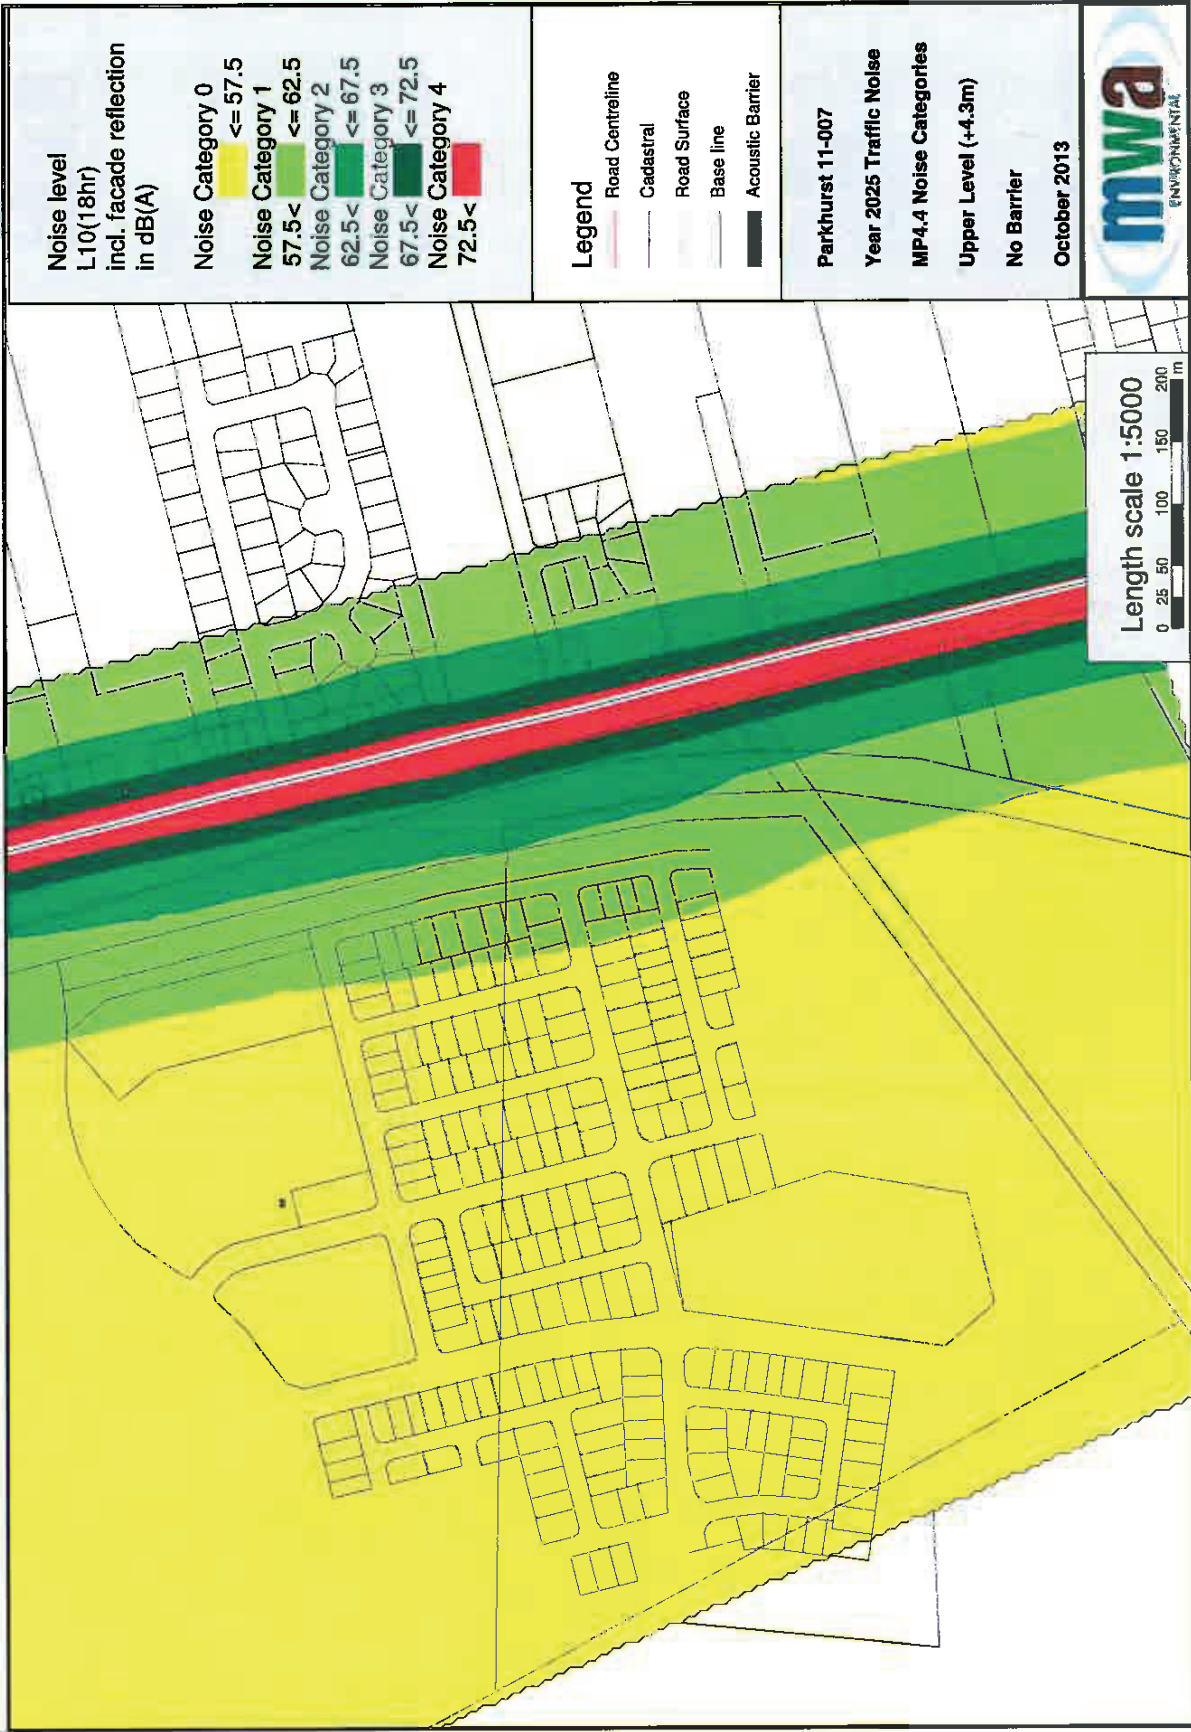 Noise level
L10(18hr)
incl. facade reflection
in dB(A)
Noise Category 0
<= 57.5
Noise Category 1
57.5 < <= 62.5
Noise Category 2
62.5 < <= 67.5
Noise Category 3
67.5 < <= 72.5
Noise Category 4
72.5 <
Legend
Road Centreline
Cadastral
Road Surface
Base line
Acoustic Barrier
Parkhurst 11-007
Year 2025 Traffic Noise
MP4.4 Noise Categories
Upper Level (+4.3m)
No Barrier
October 2013
mwa
ENVIRONMENTAL
Length scale 1:5000
0 25 50 100 150 200
m